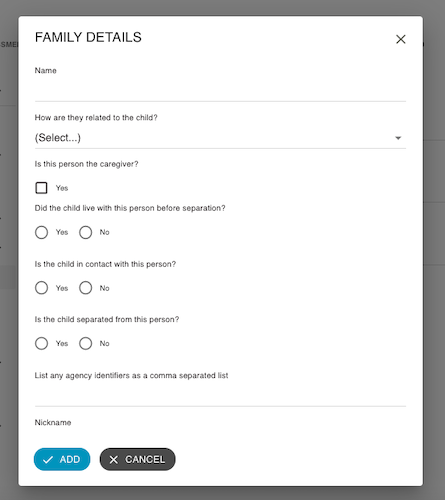 FAMILY DETAILS
Name
How are they related to the child?
(Select...)
Is this person the caregiver?
Yes
Did the child live with this person before separation?
Yes No
Is the child in contact with this person?
Yes No
Is the child separated from this person?
Yes No
List any agency identifiers as a comma separated list
Nickname
ADD CANCEL